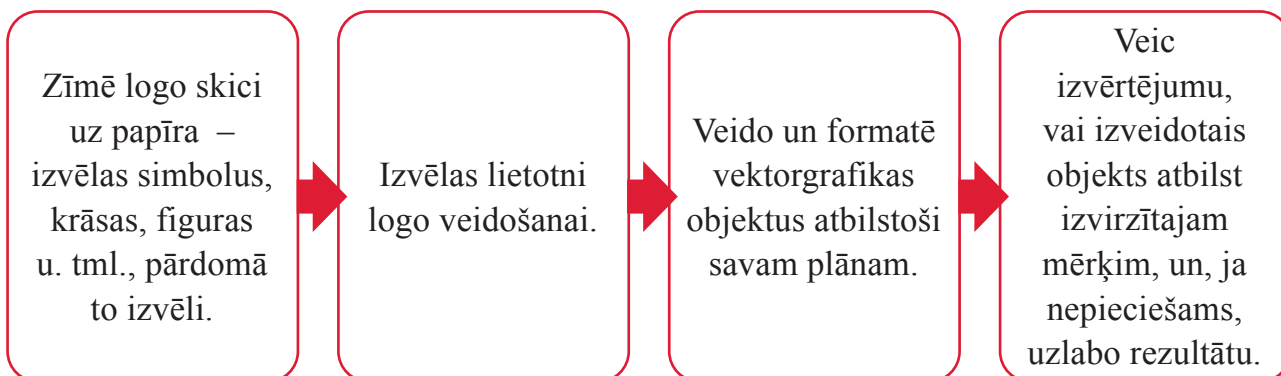 Zīmē logo skici
uz papīra –
izvēlas simbolus,
krāsas, figuras
u. tml., pārdomā
to izvēli.
Izvēlas lietotni
logo veidošanai.
Veido un formatē
vektorgrafikas
objektus atbilstoši
savam plānam.
Veic
izvērtējumu,
vai izveidotais
objekts atbilst
izvirzītajam
mērķim, un, ja
nepieciešams,
uzlabo rezultātu.